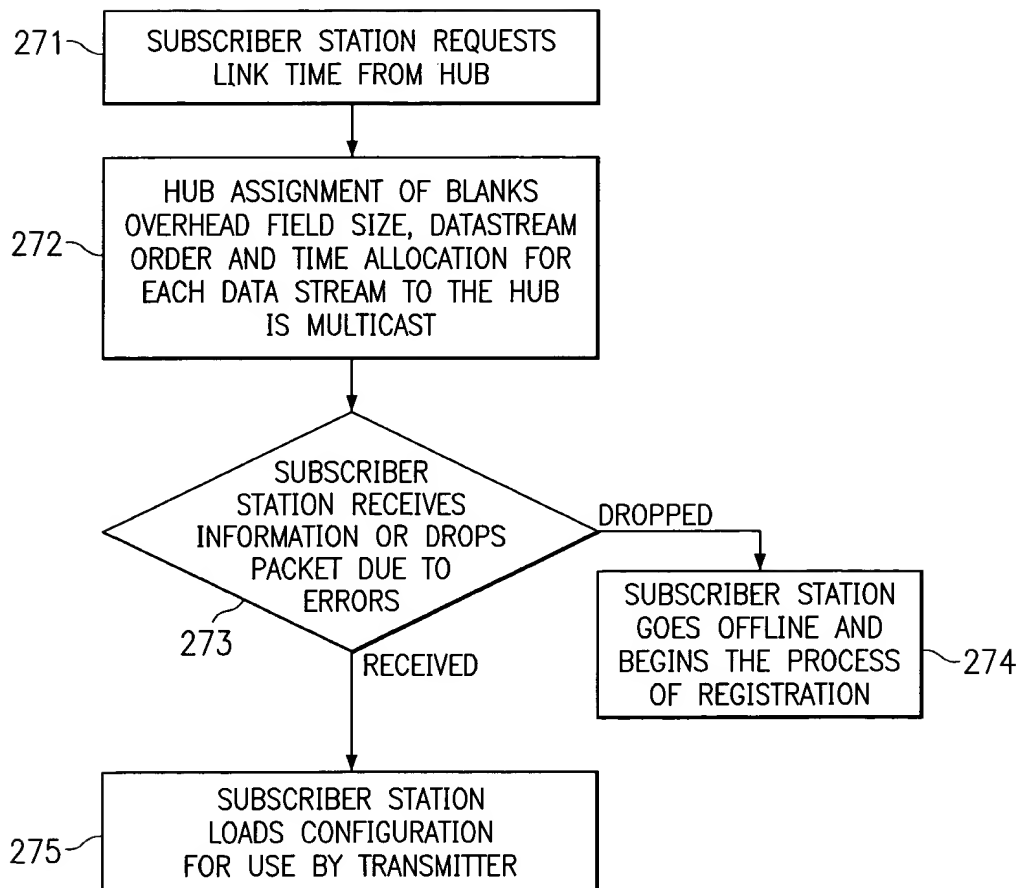 271
SUBSCRIBER STATION REQUESTS
LINK TIME FROM HUB
272
HUB ASSIGNMENT OF BLANKS
OVERHEAD FIELD SIZE, DATASTREAM
ORDER AND TIME ALLOCATION FOR
EACH DATA STREAM TO THE HUB
IS MULTICAST
SUBSCRIBER
STATION RECEIVES
INFORMATION OR DROPS
PACKET DUE TO
ERRORS
273
DROPPED
RECEIVED
SUBSCRIBER STATION
GOES OFFLINE AND
BEGINS THE PROCESS
OF REGISTRATION
274
275
SUBSCRIBER STATION
LOADS CONFIGURATION
FOR USE BY TRANSMITTER